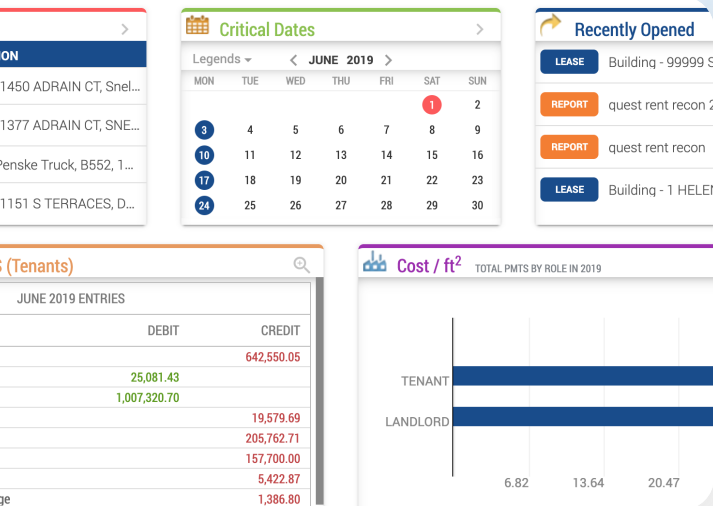 ION
1450 ADRAIN CT, Snel...
1377 ADRAIN CT, SNE...
Penske Truck, B552, 1...
1151 S TERRACES, D...
Critical Dates
Legends
JUNE 2019
MON TUE WED THU FRI SAT SUN
1 2
3 4 5 6 7 8 9
10 11 12 13 14 15 16
17 18 19 20 21 22 23
24 25 26 27 28 29 30
Recently Opened
LEASE Building - 99999 S
REPORT quest rent recon 2
REPORT quest rent recon
LEASE Building - 1 HELEN
S (Tenants)
JUNE 2019 ENTRIES
DEBIT CREDIT
642,550.05
25,081.43
1,007,320.70
19,579.69
205,762.71
157,700.00
5,422.87
ge 1,386.80
Cost / ft² TOTAL PMTS BY ROLE IN 2019
TENANT
LANDLORD
6.82 13.64 20.47